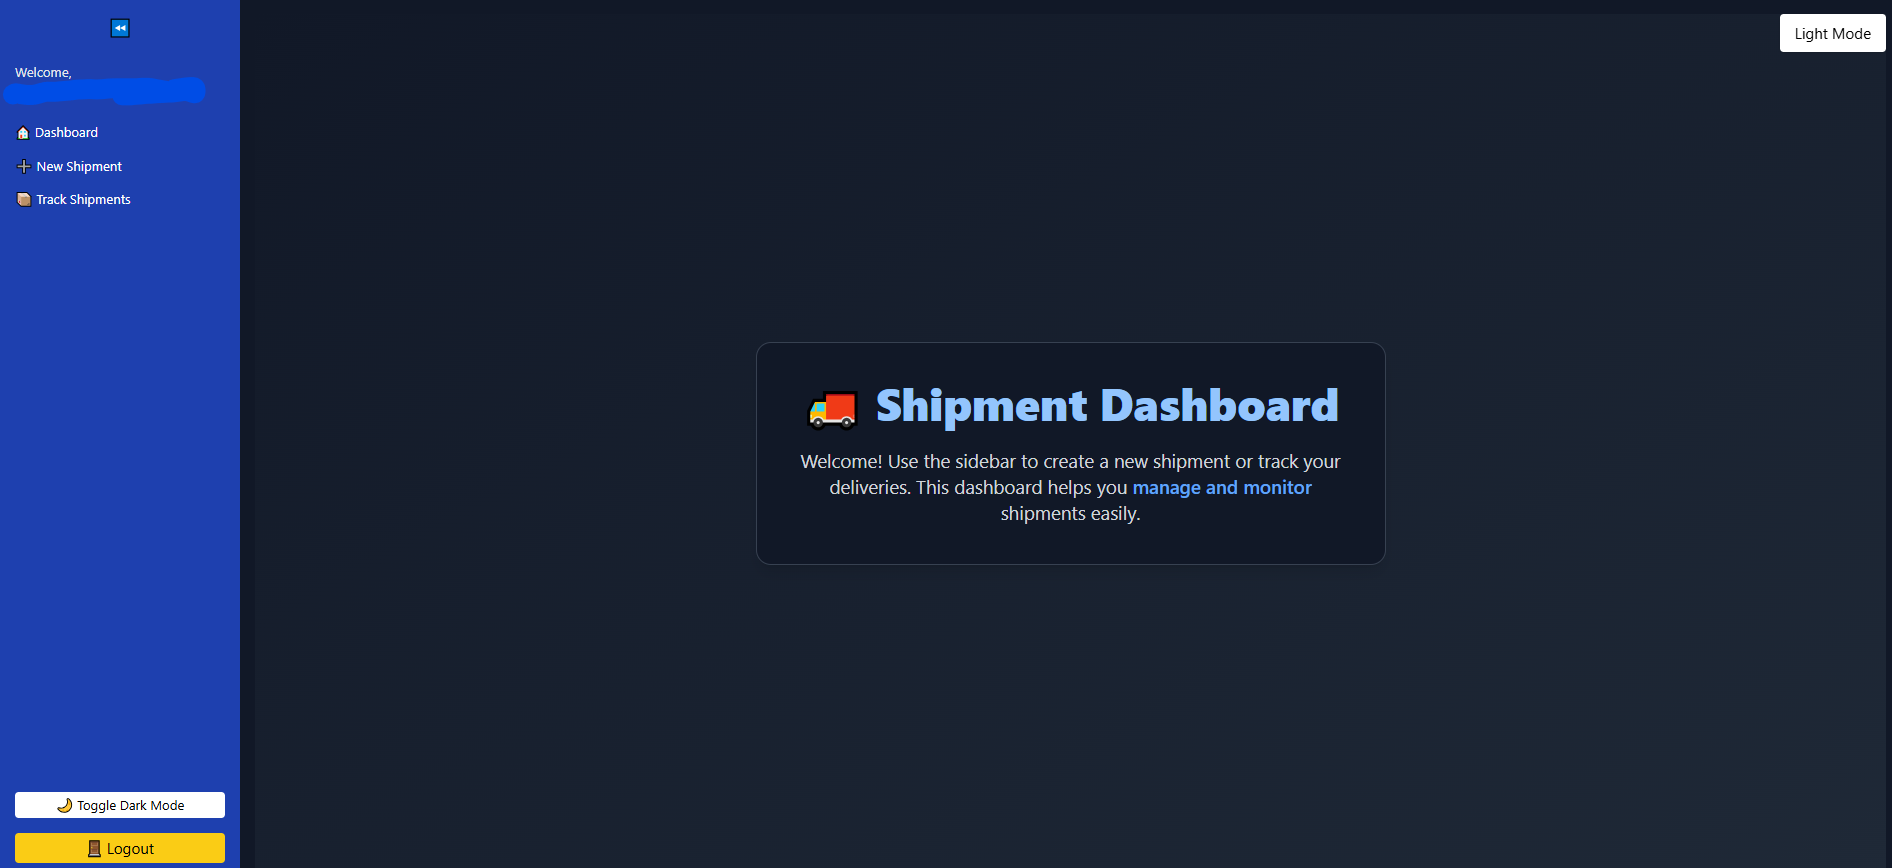 Welcome,
Dashboard
New Shipment
Track Shipments
Toggle Dark Mode
Logout
Light Mode
Shipment Dashboard
Welcome! Use the sidebar to create a new shipment or track your
deliveries. This dashboard helps you manage and monitor
shipments easily.